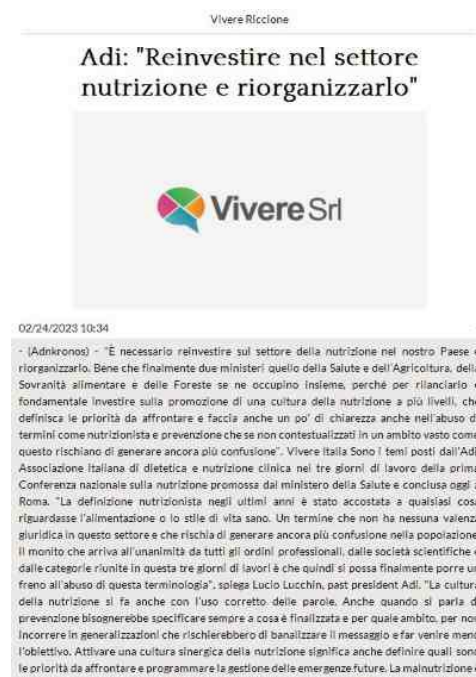 Vivere Riccione
Adi: "Reinvestire nel settore
nutrizione e riorganizzarlo"
Vivere Srl
02/24/2023 10:34
- (Adnkronos) - "È necessario reinvestire sul settore della nutrizione nel nostro Paese e
riorganizzarlo. Bene che finalmente due ministeri quello della Salute e dell'Agricoltura, della
Sovranità alimentare e delle Foreste se ne occupino insieme, perché per rilanciarlo è
fondamentale investire sulla promozione di una cultura della nutrizione a più livelli, che
definisca le priorità da affrontare e faccia anche un po' di chiarezza anche nell'abuso di
termini come nutrizionista e prevenzione che se non contestualizzati in un ambito vasto come
questo rischiano di generare ancora più confusione". Vivere Italia Sono i temi posti dall'Adi
Associazione italiana di dietetica e nutrizione clinica nei tre giorni di lavoro della prima
Conferenza nazionale sulla nutrizione promossa dal ministero della Salute e conclusa oggi a
Roma. "La definizione nutrizionista negli ultimi anni è stato accostata a qualsiasi cosa
riguardasse l'alimentazione o lo stile di vita sano. Un termine che non ha nessuna valenza
giuridica in questo settore e che rischia di generare ancora più confusione nella popolazione.
Il monito che arriva all'unanimità da tutti gli ordini professionali, dalle società scientifiche e
dalle categorie riunite in questa tre giorni di lavori è che quindi si possa finalmente porre un
freno all'abuso di questa terminologia", spiega Lucio Lucchin, past president Adi. "La cultura
della nutrizione si fa anche con l'uso corretto delle parole. Anche quando si parla di
prevenzione bisognerebbe specificare sempre a cosa è finalizzata e per quale ambito, per non
incorrere in generalizzazioni che rischierebbero di banalizzare il messaggio e far venire meno
l'obiettivo. Attivare una cultura sinergica della nutrizione significa anche definire quali sono
le priorità da affrontare e programmare la gestione delle emergenze future. La malnutrizione è